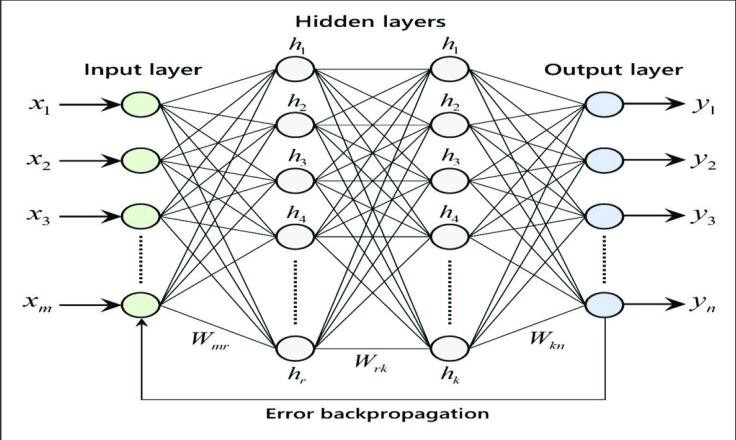 Hidden layers
Input layer
Output layer
x₁
x₂
x₃
xₘ
h₁
h₂
h₃
h₄
hᵣ
h₁
h₂
h₃
h₄
hₖ
y₁
y₂
y₃
yₙ
Wₘᵣ
Wᵣₖ
Wₖₙ
Error backpropagation